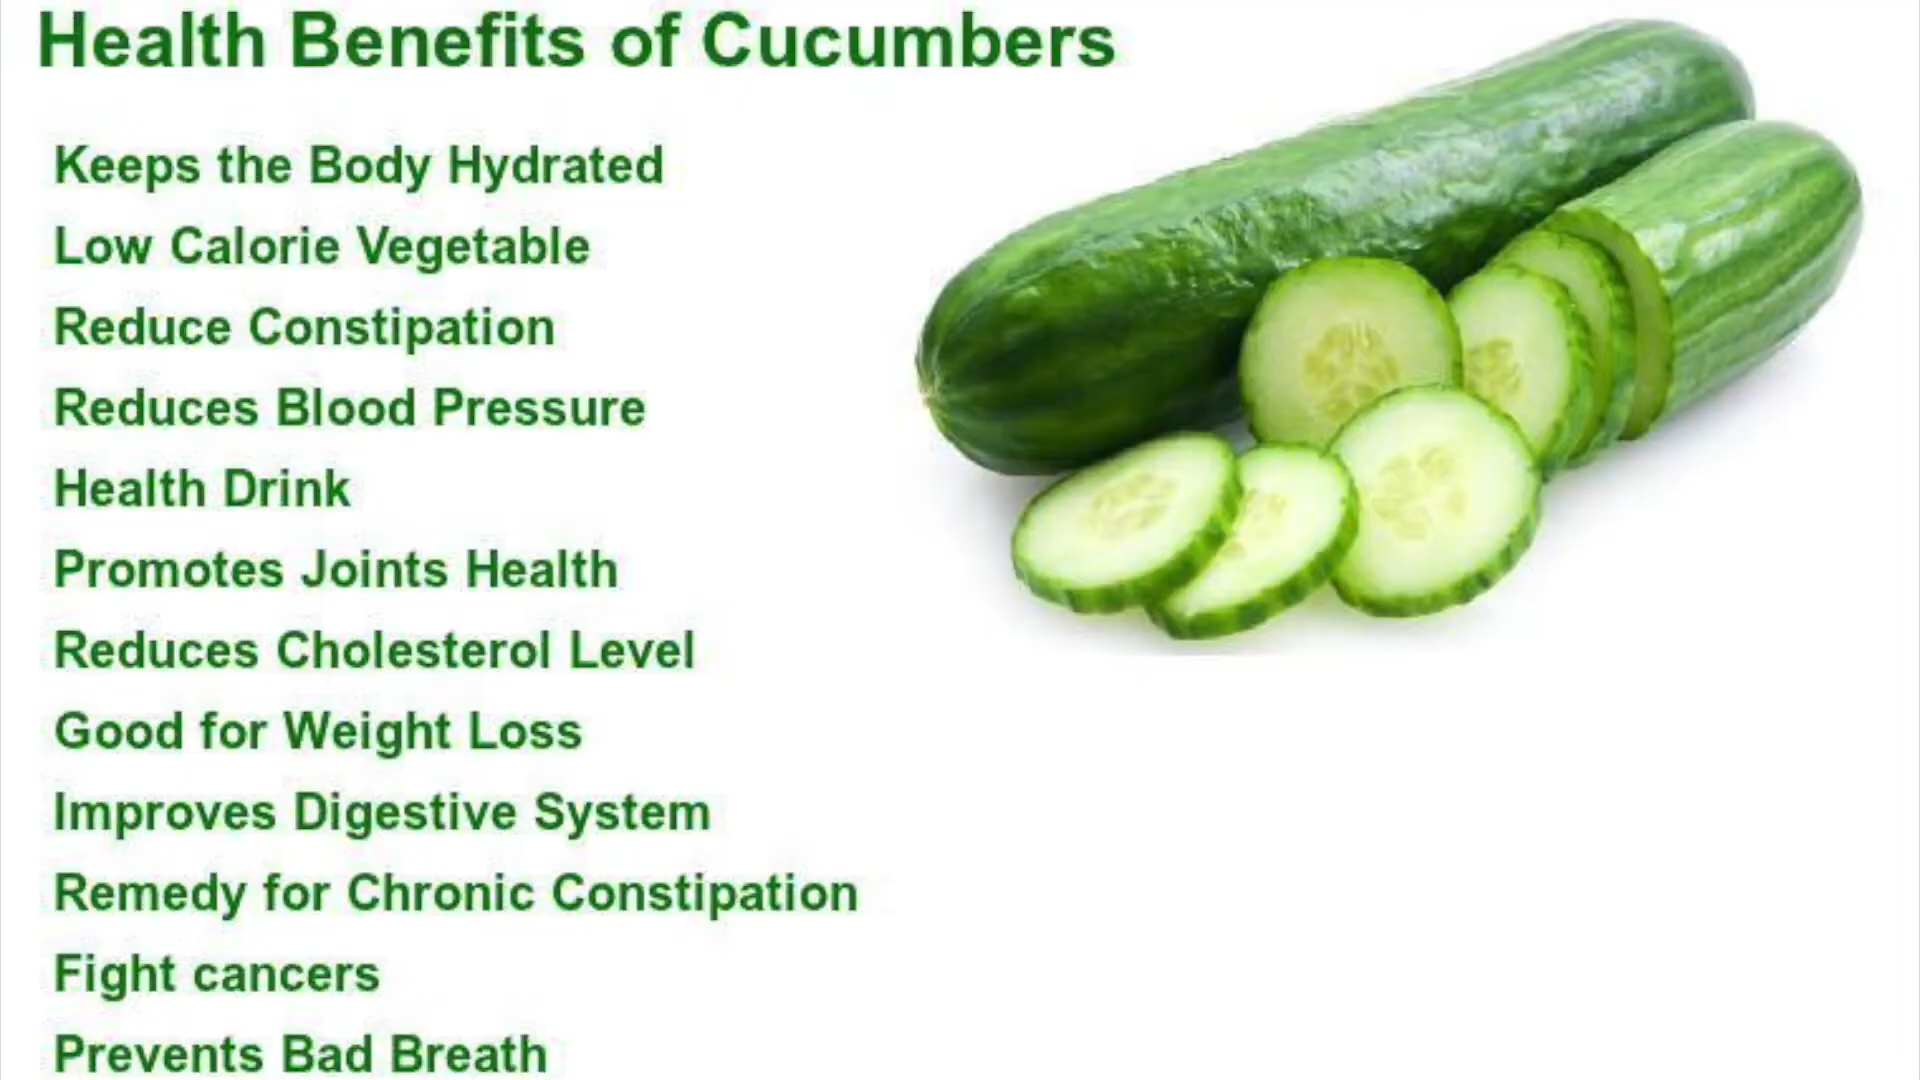 Health Benefits of Cucumbers
Keeps the Body Hydrated
Low Calorie Vegetable
Reduce Constipation
Reduces Blood Pressure
Health Drink
Promotes Joints Health
Reduces Cholesterol Level
Good for Weight Loss
Improves Digestive System
Remedy for Chronic Constipation
Fight cancers
Prevents Bad Breath